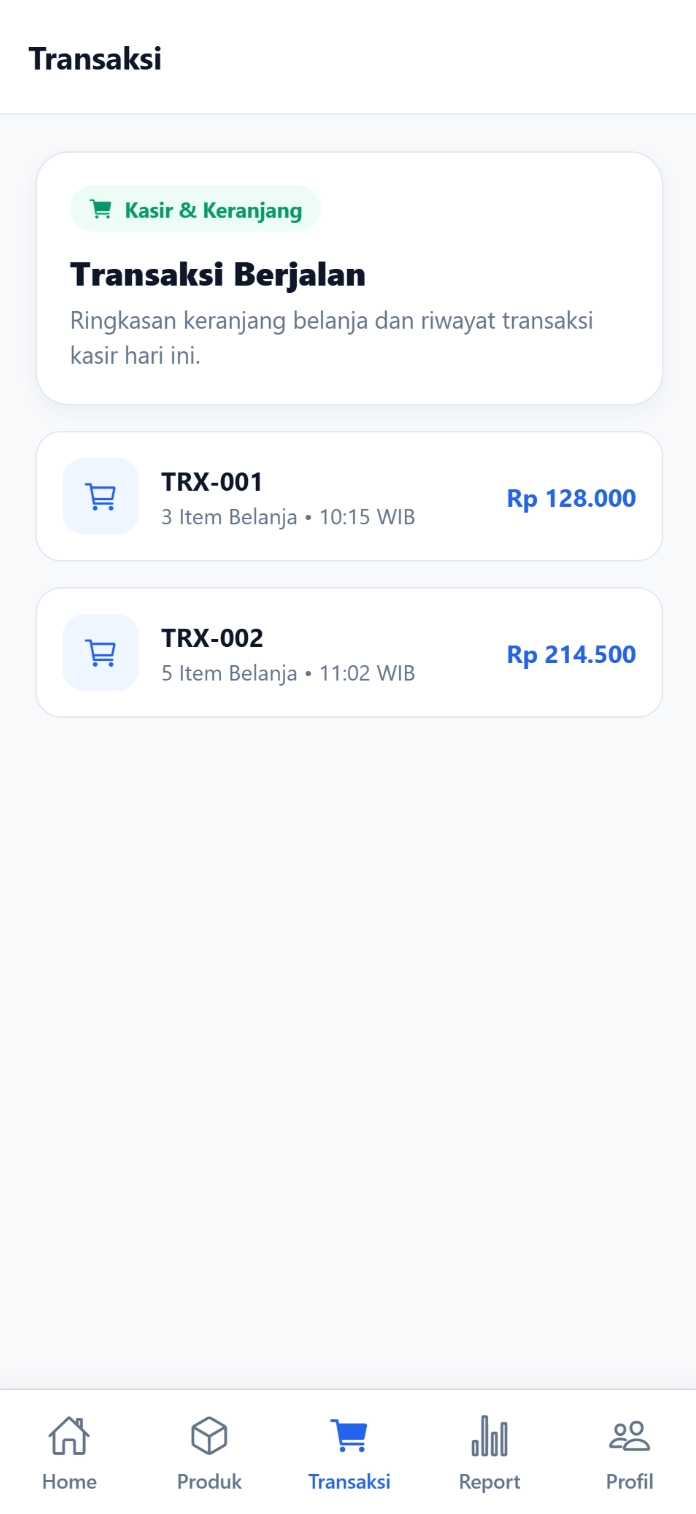 Transaksi
Kasir & Keranjang
Transaksi Berjalan
Ringkasan keranjang belanja dan riwayat transaksi
kasir hari ini.
TRX-001
3 Item Belanja • 10:15 WIB
Rp 128.000
TRX-002
5 Item Belanja • 11:02 WIB
Rp 214.500
Home
Produk
Transaksi
Report
Profil